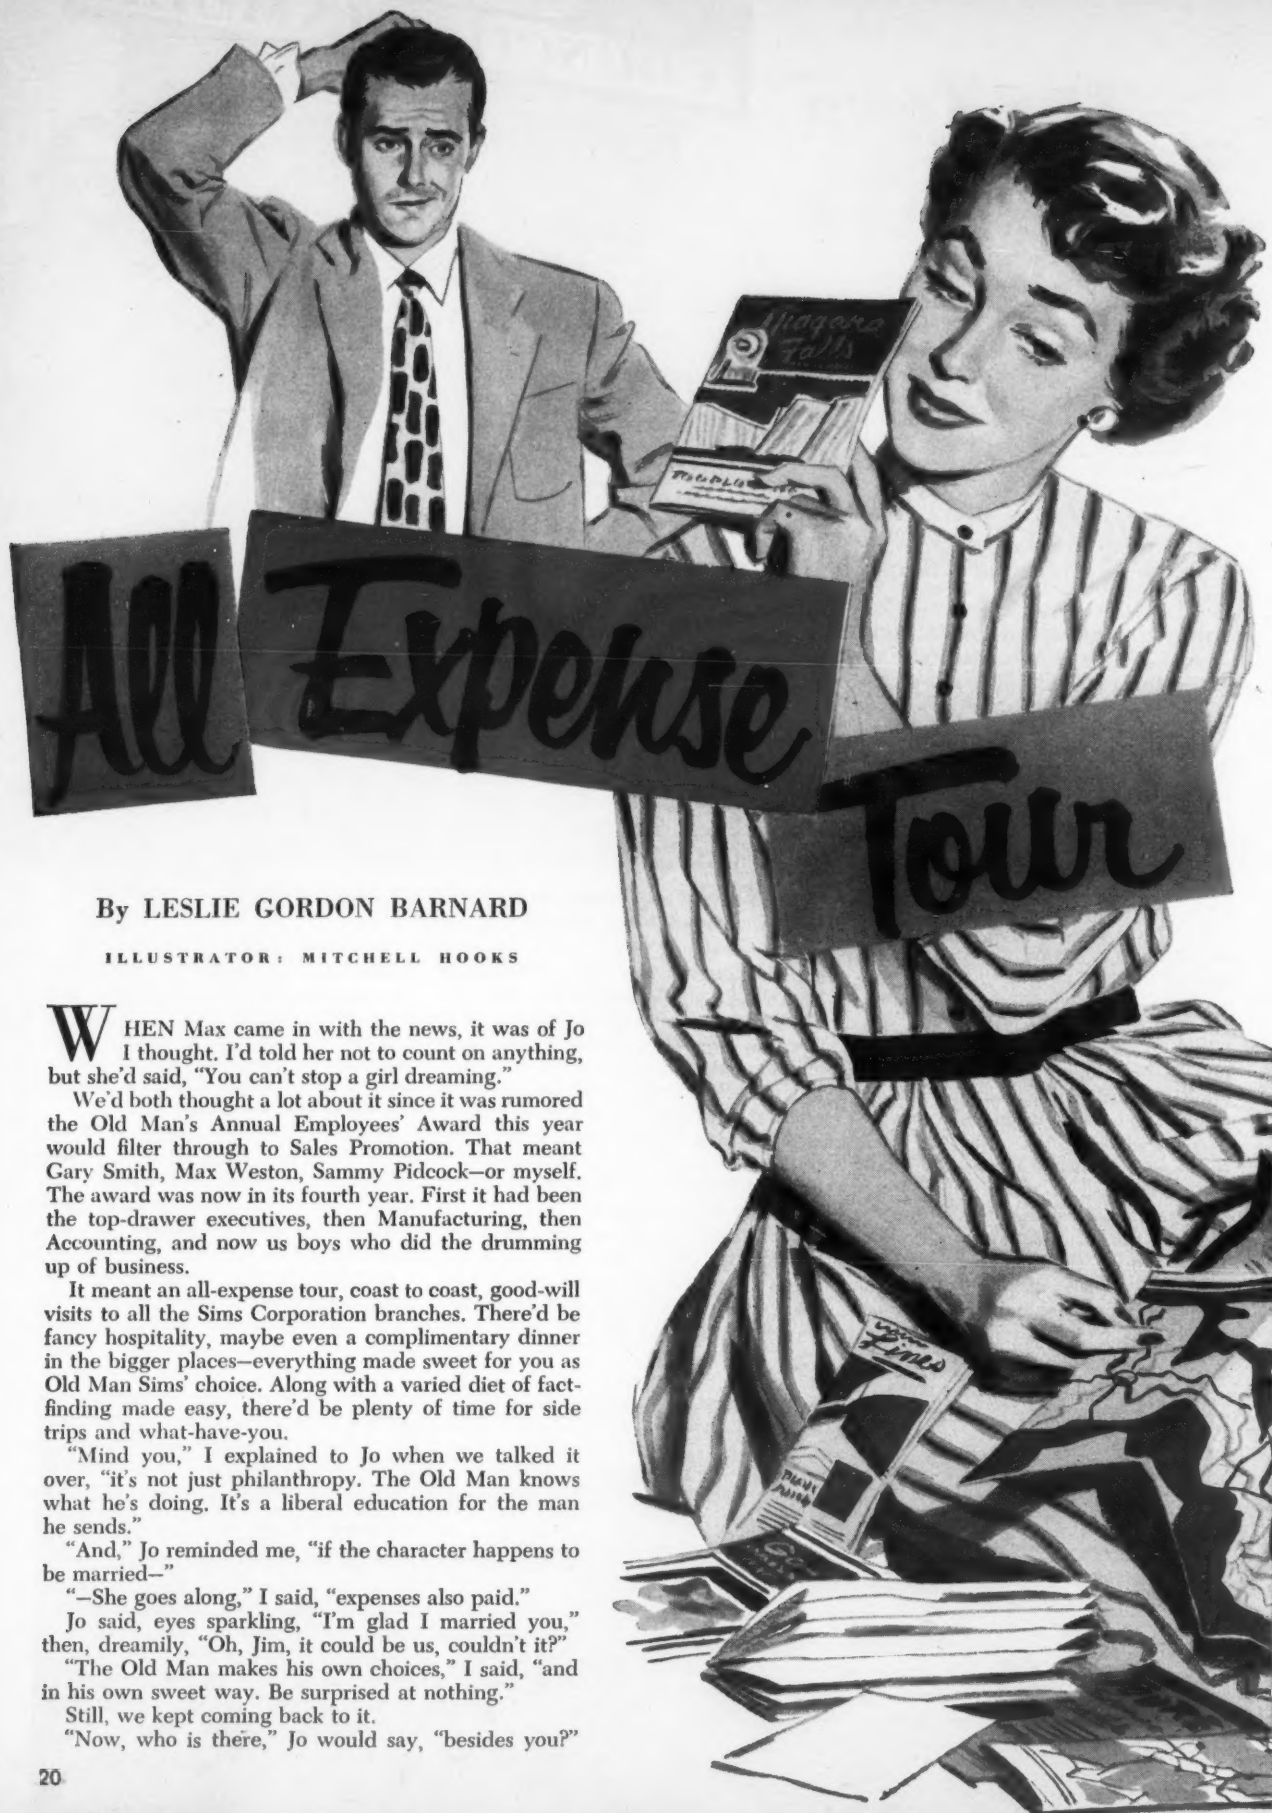 Niagara
Falls
All Expense
Tour
By LESLIE GORDON BARNARD
ILLUSTRATOR: MITCHELL HOOKS
WHEN Max came in with the news, it was of Jo
I thought. I'd told her not to count on anything,
but she'd said, “You can't stop a girl dreaming.”
We'd both thought a lot about it since it was rumored
the Old Man's Annual Employees' Award this year
would filter through to Sales Promotion. That meant
Gary Smith, Max Weston, Sammy Pidcock—or myself.
The award was now in its fourth year. First it had been
the top-drawer executives, then Manufacturing, then
Accounting, and now us boys who did the drumming
up of business.
It meant an all-expense tour, coast to coast, good-will
visits to all the Sims Corporation branches. There'd be
fancy hospitality, maybe even a complimentary dinner
in the bigger places—everything made sweet for you as
Old Man Sims' choice. Along with a varied diet of fact-
finding made easy, there'd be plenty of time for side
trips and what-have-you.
“Mind you,” I explained to Jo when we talked it
over, “it's not just philanthropy. The Old Man knows
what he's doing. It's a liberal education for the man
he sends.”
“And,” Jo reminded me, “if the character happens to
be married—”
“—She goes along,” I said, “expenses also paid.”
Jo said, eyes sparkling, “I'm glad I married you,”
then, dreamily, “Oh, Jim, it could be us, couldn't it?”
“The Old Man makes his own choices,” I said, “and
in his own sweet way. Be surprised at nothing.”
Still, we kept coming back to it.
“Now, who is there,” Jo would say, “besides you?”
Lines
Go
20